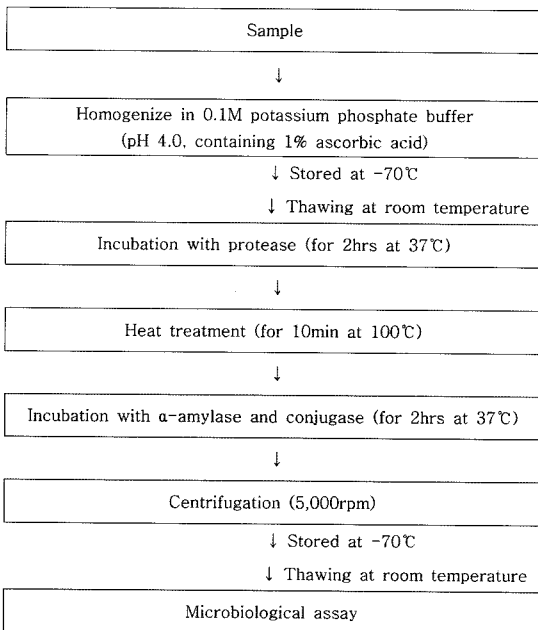 Sample
↓
Homogenize in 0.1M potassium phosphate buffer
(pH 4.0, containing 1% ascorbic acid)
↓ Stored at -70℃
↓ Thawing at room temperature
Incubation with protease (for 2hrs at 37℃)
↓
Heat treatment (for 10min at 100℃)
↓
Incubation with α-amylase and conjugase (for 2hrs at 37℃)
↓
Centrifugation (5,000rpm)
↓ Stored at -70℃
↓ Thawing at room temperature
Microbiological assay